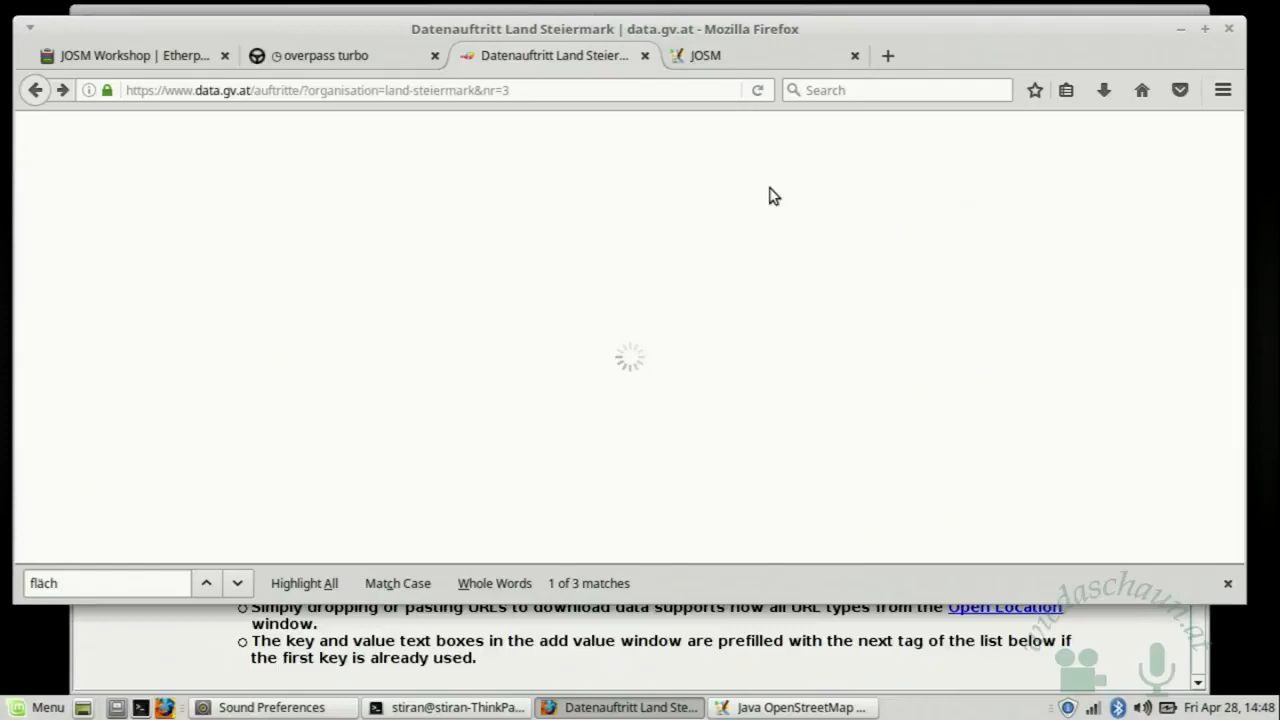 Datenauftritt Land Steiermark | data.gv.at - Mozilla Firefox
JOSM Workshop | Etherp...
overpass turbo
Datenauftritt Land Steier...
JOSM
https://www.data.gv.at/auftritte/?organisation=land-steiermark&nr=3
Search
fläch
Highlight All
Match Case
Whole Words
1 of 3 matches
Simply dropping or pasting URLs to download data supports now all URL types from the Open Location
window.
The key and value text boxes in the add value window are prefilled with the next tag of the list below if
the first key is already used.
Menu
Sound Preferences
stiran@stiran-ThinkPa...
Datenauftritt Land Ste...
Java OpenStreetMap ...
Fri Apr 28, 14:48